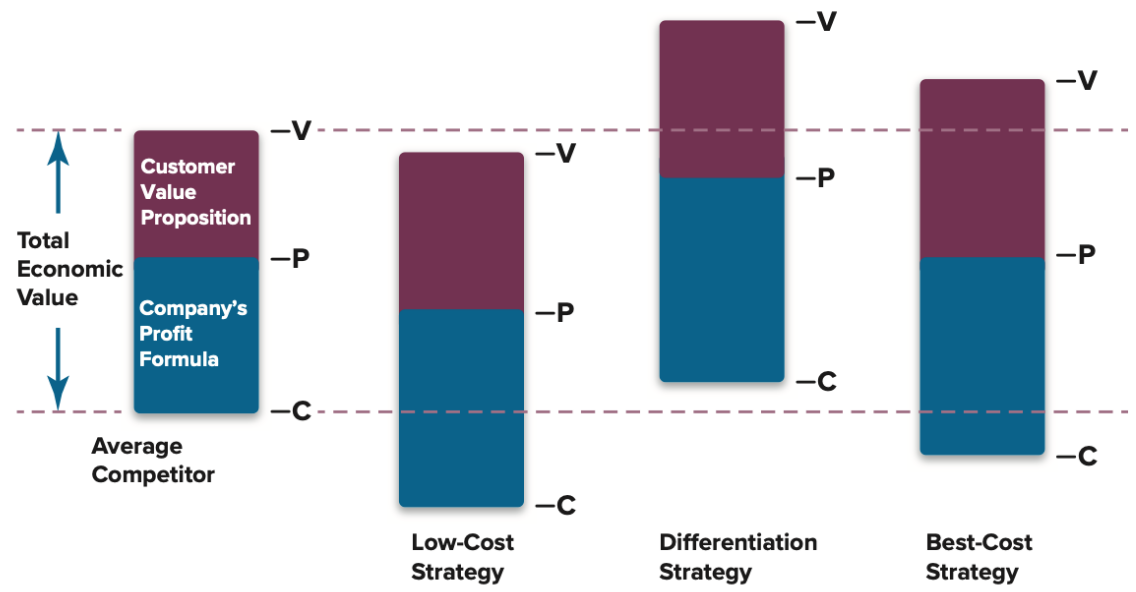 Total
Economic
Value
Customer
Value
Proposition
Company's
Profit
Formula
–V
–P
–C
Average
Competitor
–V
–P
–C
Low-Cost
Strategy
–V
–P
–C
Differentiation
Strategy
–V
–P
–C
Best-Cost
Strategy